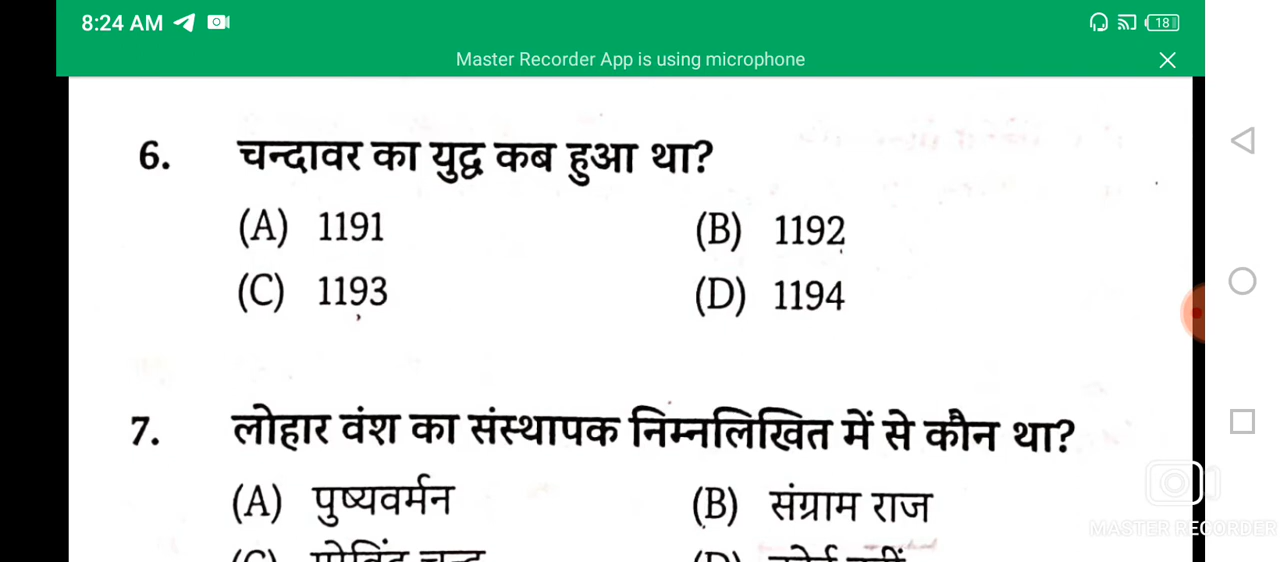 8:24 AM 18
Master Recorder App is using microphone
6. चन्दावर का युद्ध कब हुआ था?
(A) 1191 (B) 1192
(C) 1193 (D) 1194
7. लोहार वंश का संस्थापक निम्नलिखित में से कौन था?
(A) पुष्यवर्मन (B) संग्राम राज
MASTER RECORDER